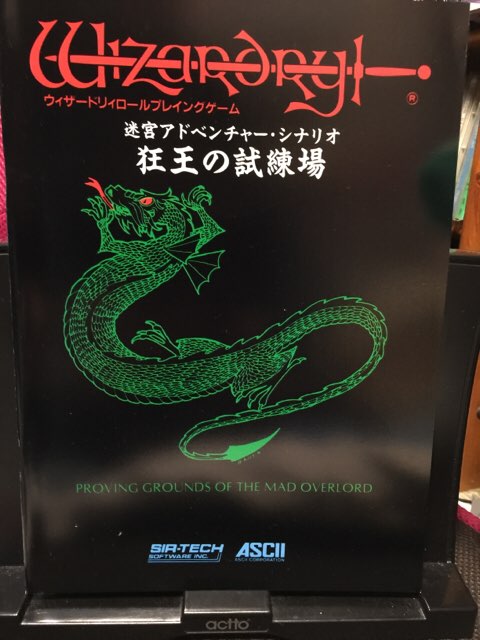 Wizardry
®
ウィザードリィロールプレイングゲーム
迷宮アドベンチャー・シナリオ
狂王の試練場
PROVING GROUNDS OF THE MAD OVERLORD
SIR-TECH
SOFTWARE INC.
ASCII
ASCII CORPORATION
actto